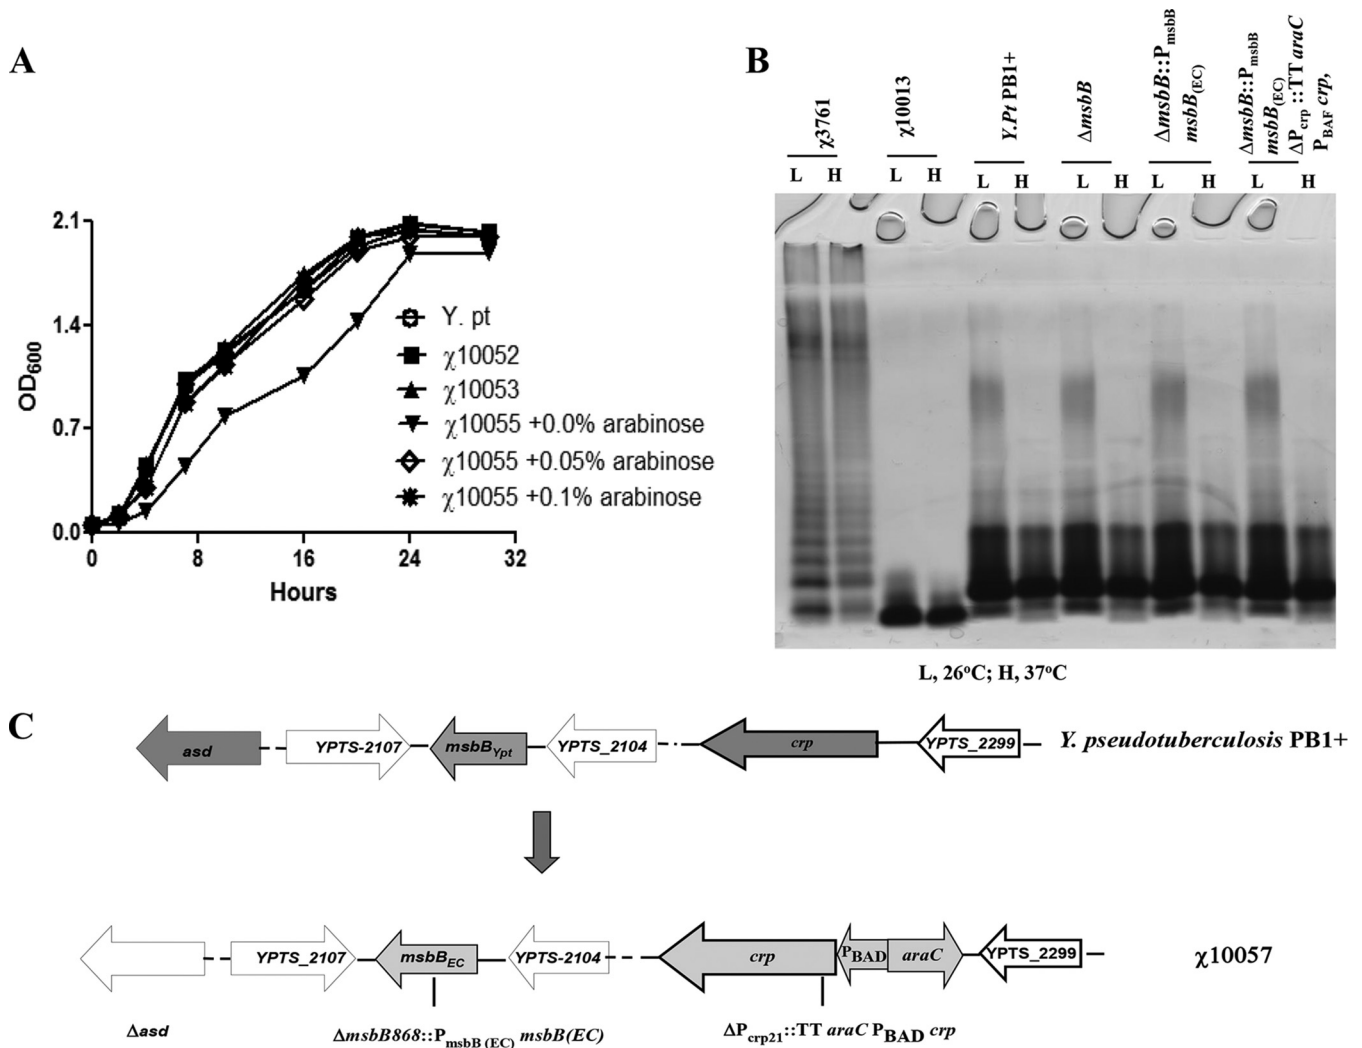 A
2.1
1.4
0.7
0.0
OD600
0
8
16
24
32
Hours
Y. pt
χ10052
χ10053
χ10055 +0.0% arabinose
χ10055 +0.05% arabinose
χ10055 +0.1% arabinose
B
χ3761
χ10013
Y.Pt PB1+
ΔmsbB
ΔmsbB::PmsbB
msbB(EC)
ΔmsbB::PmsbB
msbB(EC)
ΔPcrp::TT araC
PBAF crp,
L H L H L H L H L H L H
L, 26°C; H, 37°C
C
asd YPTS-2107 msbBYpt YPTS_2104 crp YPTS_2299 Y. pseudotuberculosis PB1+
YPTS_2107 msbBEC YPTS-2104 crp PBAD araC YPTS_2299 χ10057
Δasd ΔmsbB868::PmsbB (EC) msbB(EC) ΔPcrp21::TT araC PBAD crp